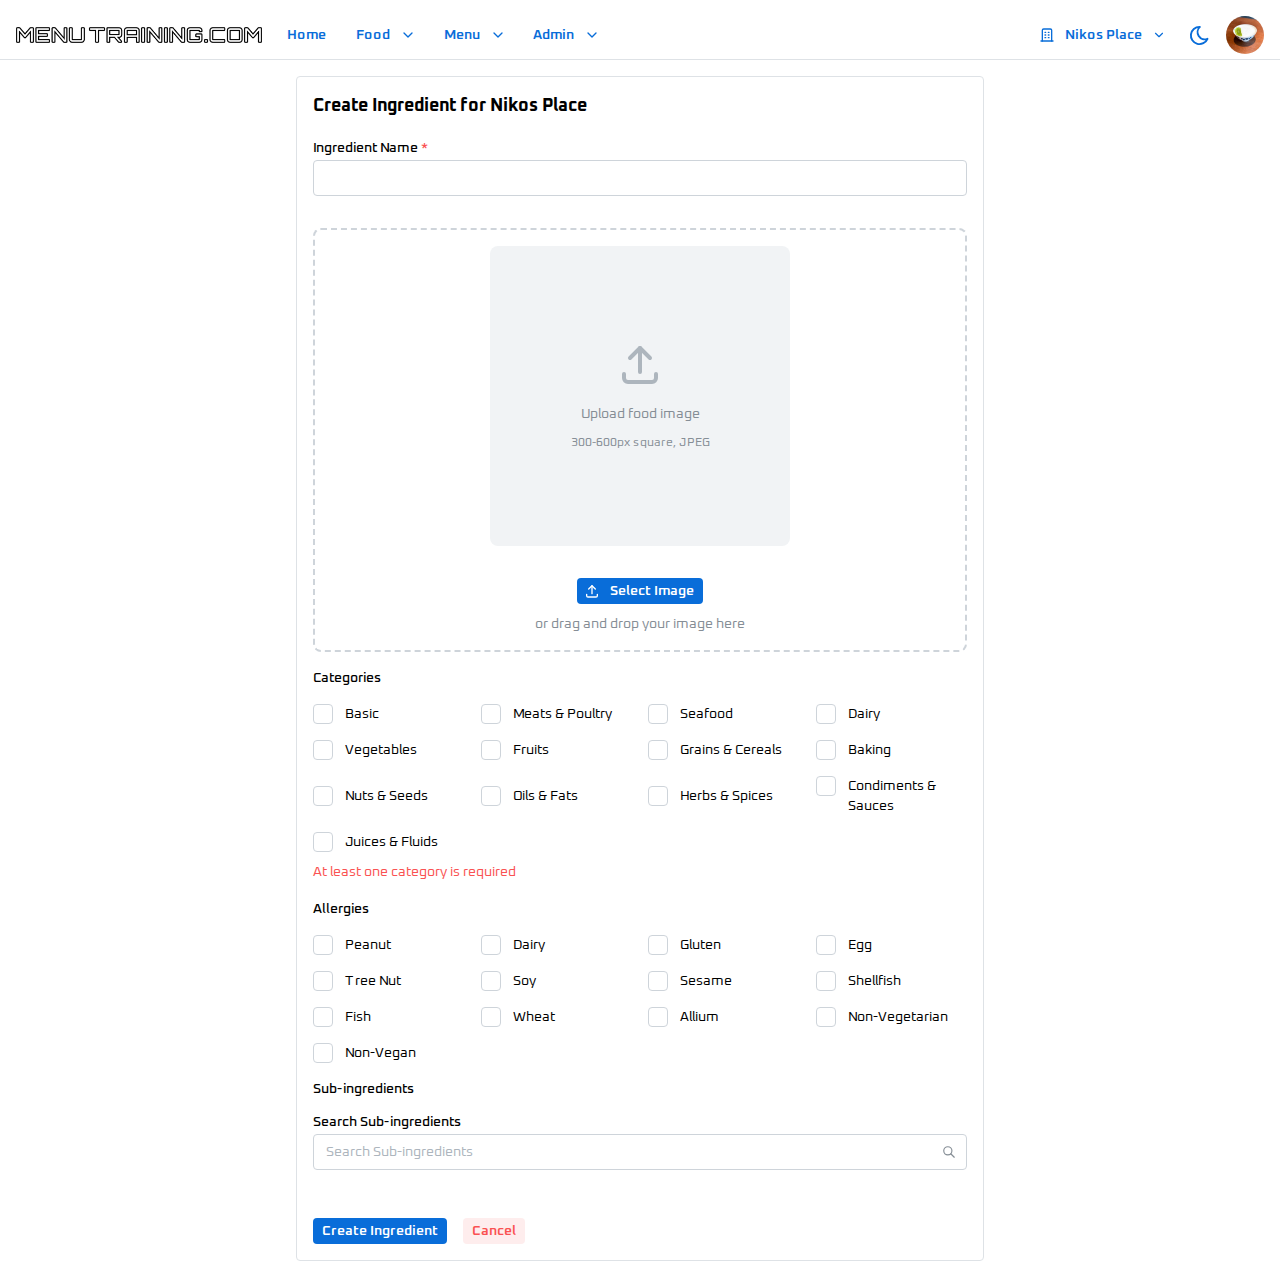 MENUTRAINING.COM Home Food Menu Admin Nikos Place
Create Ingredient for Nikos Place
Ingredient Name *
Upload food image
300-600px square, JPEG
Select Image
or drag and drop your image here
Categories
Basic Meats & Poultry Seafood Dairy
Vegetables Fruits Grains & Cereals Baking
Nuts & Seeds Oils & Fats Herbs & Spices Condiments &
Sauces
Juices & Fluids
At least one category is required
Allergies
Peanut Dairy Gluten Egg
Tree Nut Soy Sesame Shellfish
Fish Wheat Allium Non-Vegetarian
Non-Vegan
Sub-ingredients
Search Sub-ingredients
Search Sub-ingredients
Create Ingredient Cancel